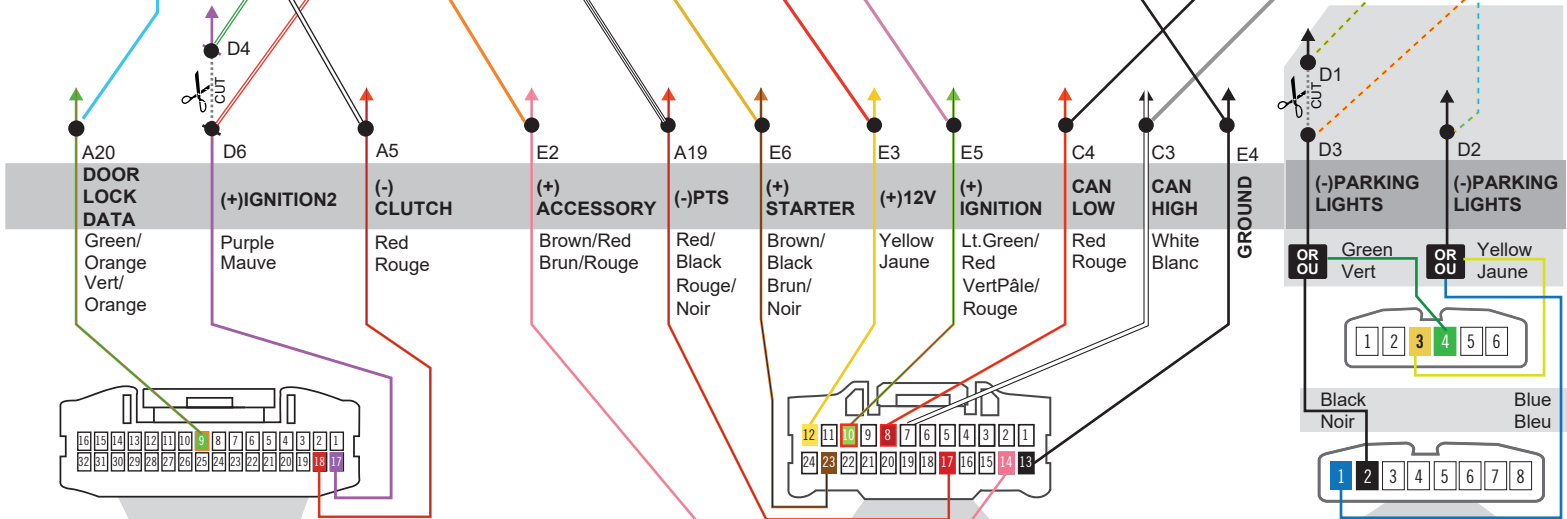 D4
CUT
D1
CUT
A20
D6
A5
E2
A19
E6
E3
E5
C4
C3
E4
D3
D2
DOOR
LOCK
DATA
(+)IGNITION2
(-)
CLUTCH
(+)
ACCESSORY
(-)PTS
(+)
STARTER
(+)12V
(+)
IGNITION
CAN
LOW
CAN
HIGH
GROUND
(-)PARKING
LIGHTS
(-)PARKING
LIGHTS
Green/
Orange
Vert/
Orange
Purple
Mauve
Red
Rouge
Brown/Red
Brun/Rouge
Red/
Black
Rouge/
Noir
Brown/
Black
Brun/
Noir
Yellow
Jaune
Lt.Green/
Red
VertPâle/
Rouge
Red
Rouge
White
Blanc
OR
OU
Green
Vert
OR
OU
Yellow
Jaune
1 2 3 4 5 6
Black
Noir
Blue
Bleu
16 15 14 13 12 11 10 9 8 7 6 5 4 3 2 1
32 31 30 29 28 27 26 25 24 23 22 21 20 19 18 17
12 11 10 9 8 7 6 5 4 3 2 1
24 23 22 21 20 19 18 17 16 15 14 13
1 2 3 4 5 6 7 8